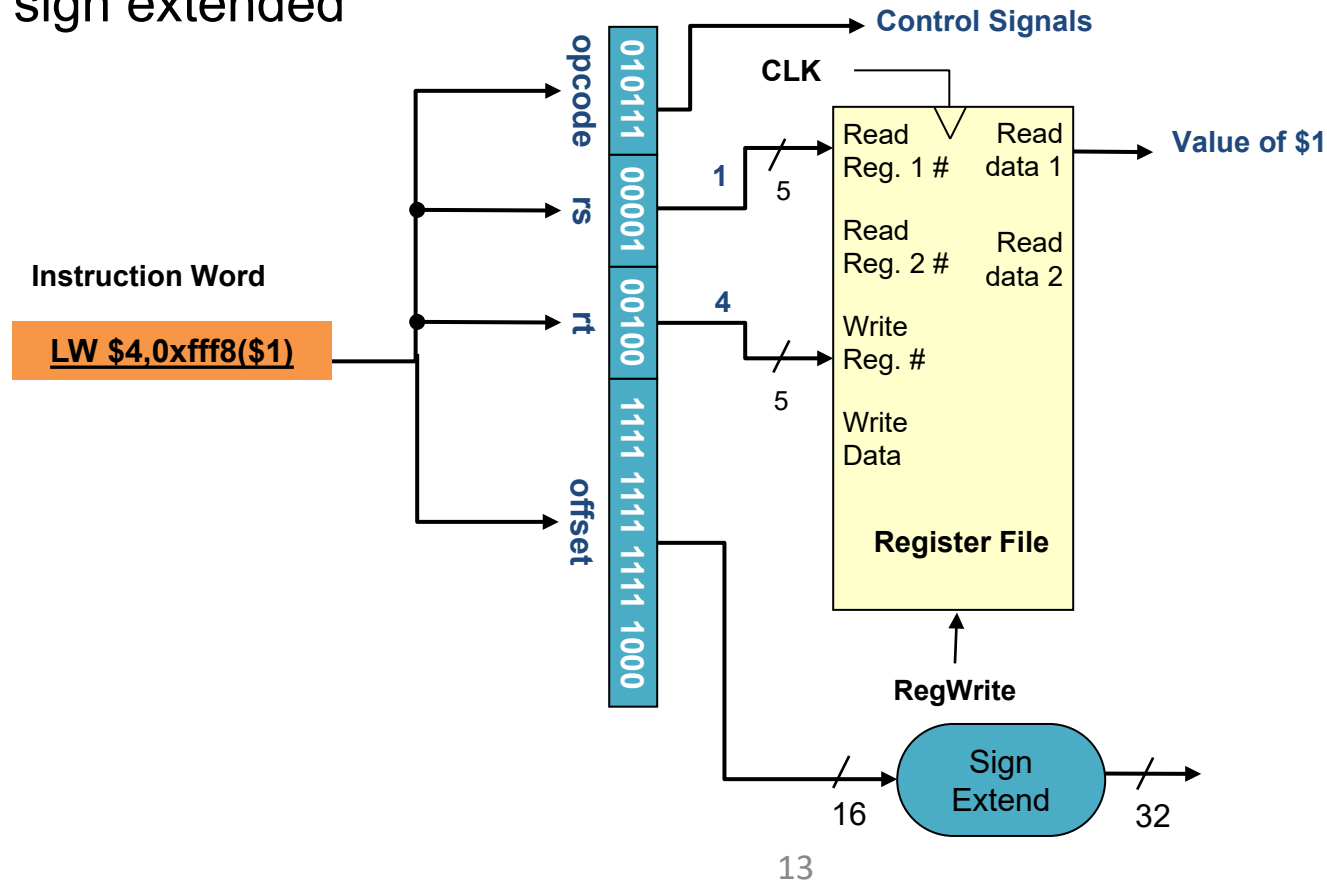 sign extended
Control Signals
CLK
opcode
010111
Read
Reg. 1 #
Read
data 1
Value of $1
1
5
rs
00001
Read
Reg. 2 #
Read
data 2
Instruction Word
LW $4,0xfff8($1)
rt
00100
4
5
Write
Reg. #
Write
Data
offset
1111 1111 1111 1000
Register File
RegWrite
Sign
Extend
16
32
13